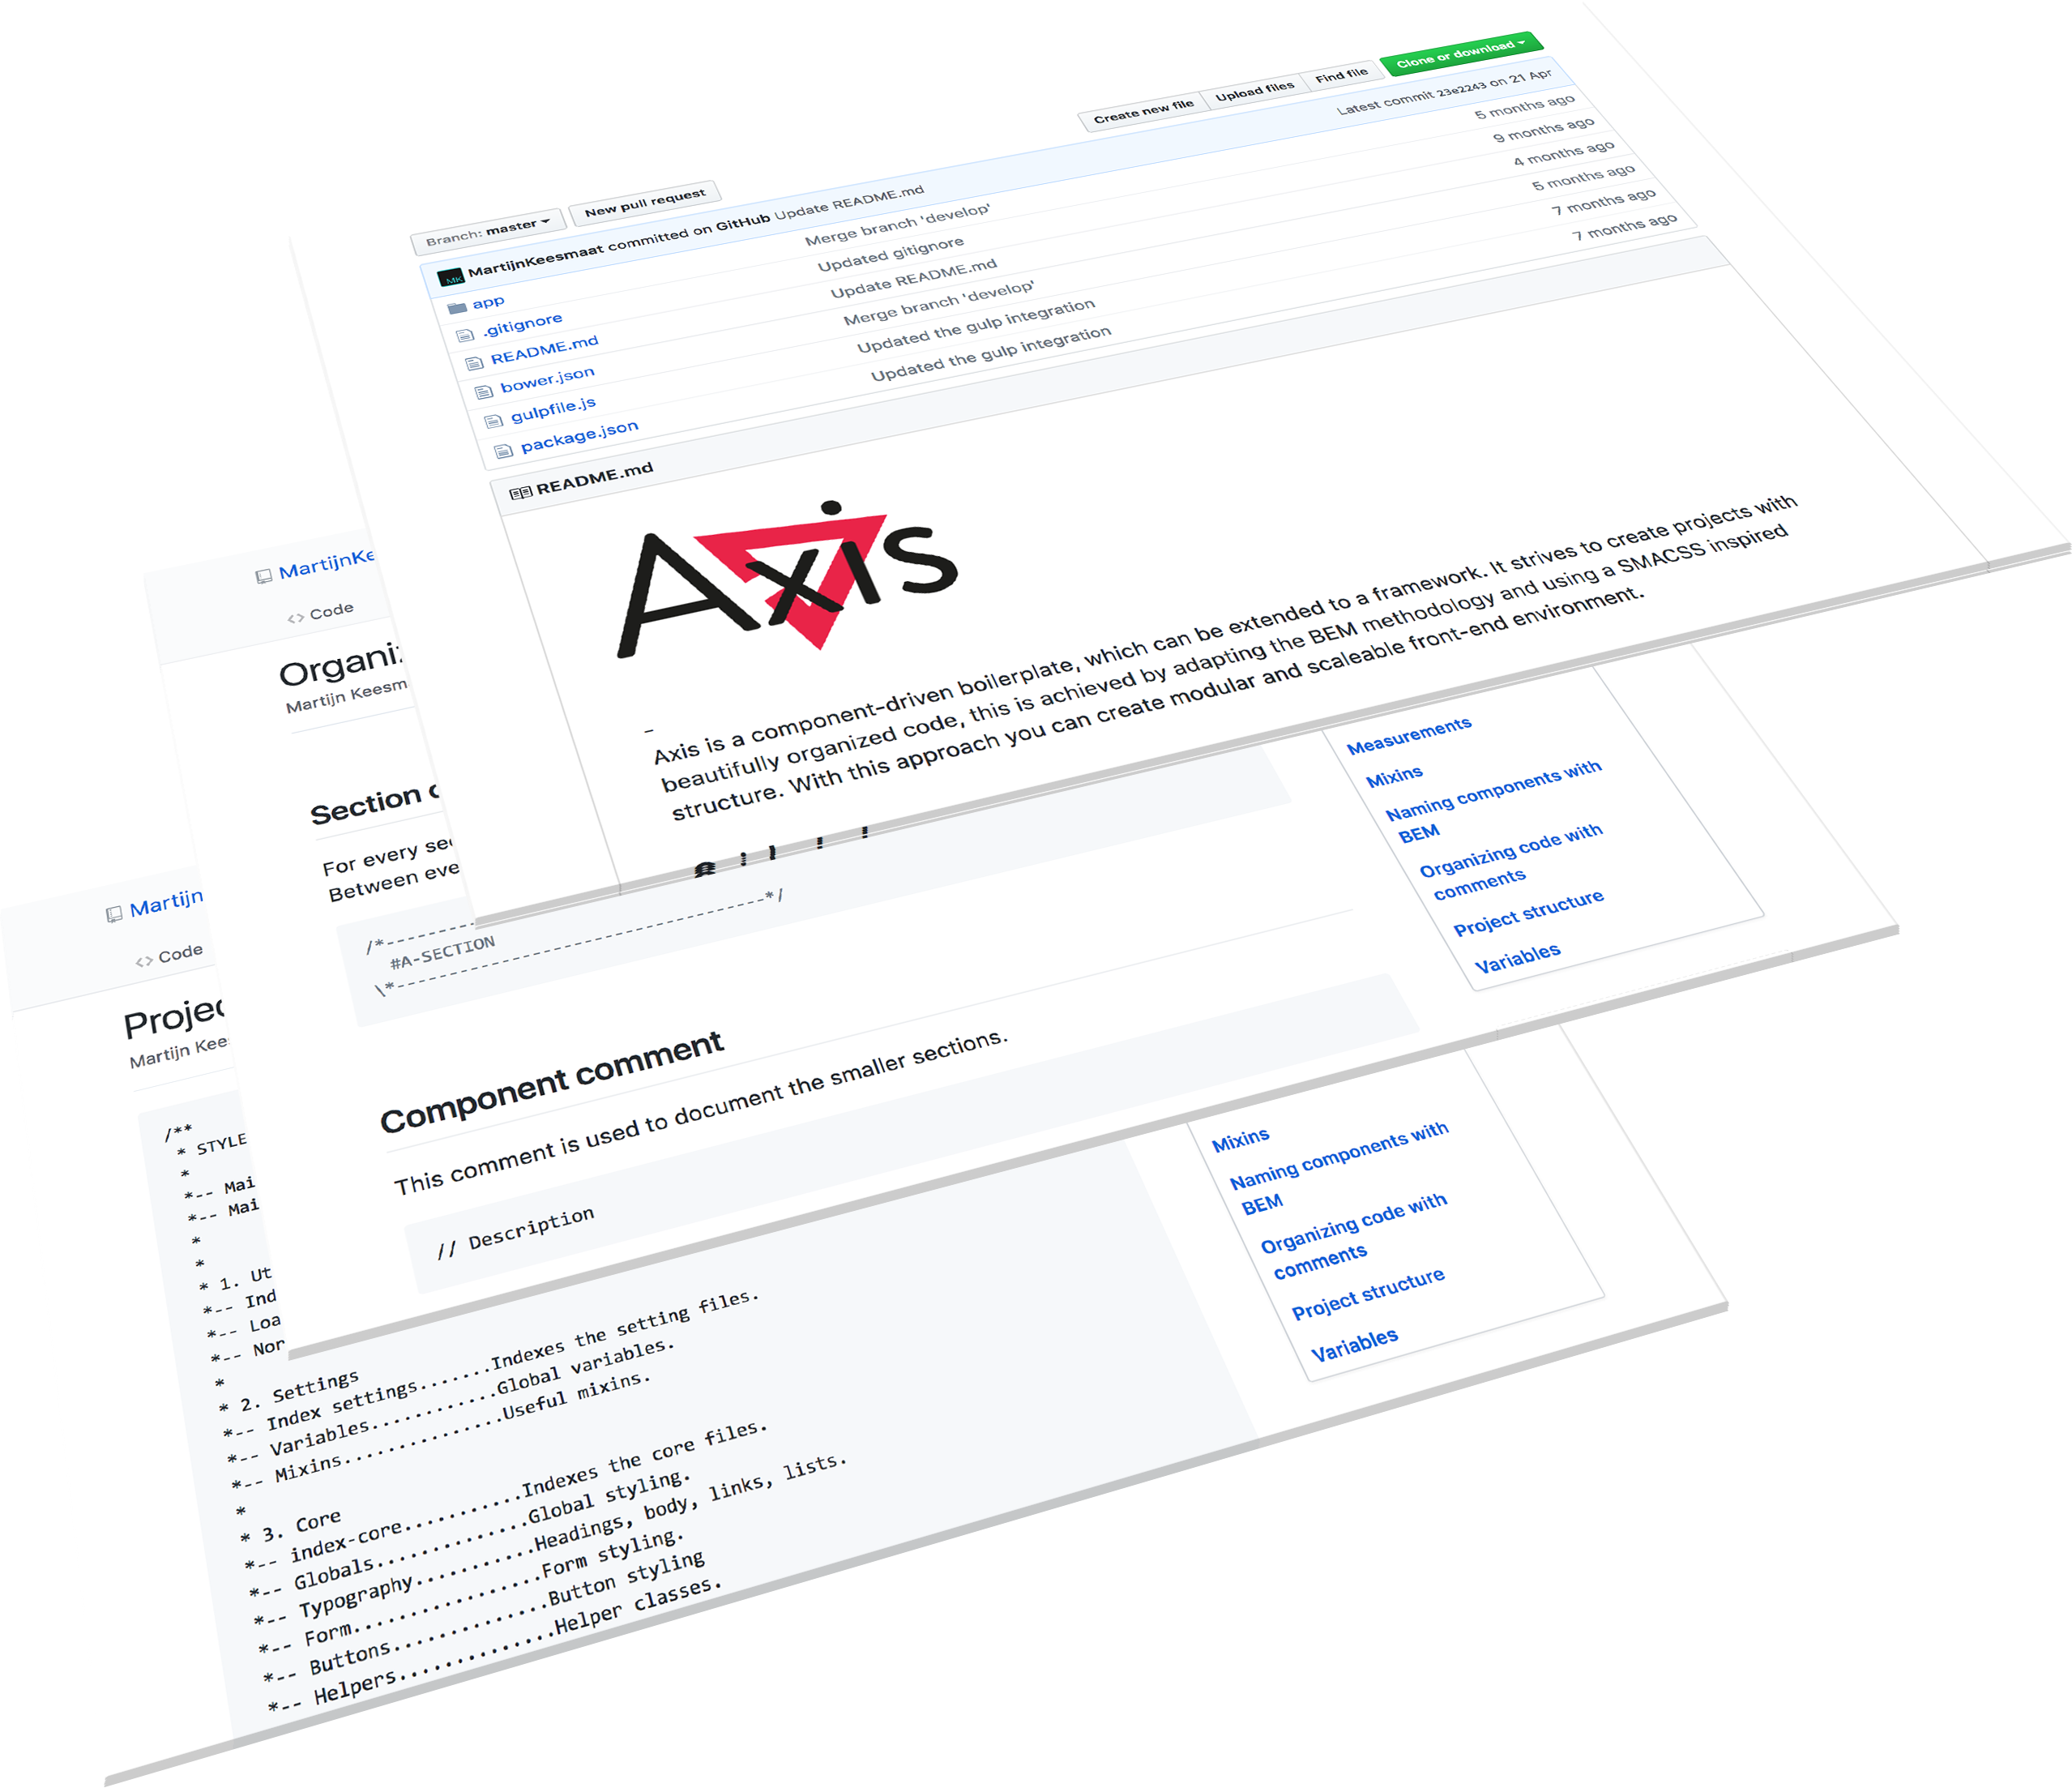 Create new file Upload files Find file Clone or download
Branch: master New pull request
MartijnKeesmaat committed on GitHub Update README.md Latest commit 23e2243 on 21 Apr
app Merge branch 'develop' 5 months ago
.gitignore Updated gitignore 9 months ago
README.md Update README.md 4 months ago
bower.json Merge branch 'develop' 5 months ago
gulpfile.js Updated the gulp integration 7 months ago
package.json Updated the gulp integration 7 months ago
README.md
Axis
Axis is a component-driven boilerplate, which can be extended to a framework. It strives to create projects with
beautifully organized code, this is achieved by adapting the BEM methodology and using a SMACSS inspired
structure. With this approach you can create modular and scaleable front-end environment.
MartijnKe
<> Code
Organiz
Martijn Keesm
Section
For every sec
Between eve
/*--------------------------------------
#A-SECTION
\*--------------------------------------*/
Component comment
This comment is used to document the smaller sections.
// Description
Measurements
Mixins
Naming components with
BEM
Organizing code with
comments
Project structure
Variables
Martijn
<> Code
Projec
Martijn Kee
/**
* STYLE
*
*-- Mai
*-- Mai
*
*
* 1. Ut
*-- Ind
*-- Loa
*-- Nor
*
* 2. Settings
*-- Index settings.......Indexes the setting files.
*-- Variables............Global variables.
*-- Mixins...............Useful mixins.
*
* 3. Core
*-- index-core...........Indexes the core files.
*-- Globals..............Global styling.
*-- Typography...........Headings, body, links, lists.
*-- Form.................Form styling.
*-- Buttons..............Button styling
*-- Helpers..............Helper classes.
Mixins
Naming components with
BEM
Organizing code with
comments
Project structure
Variables